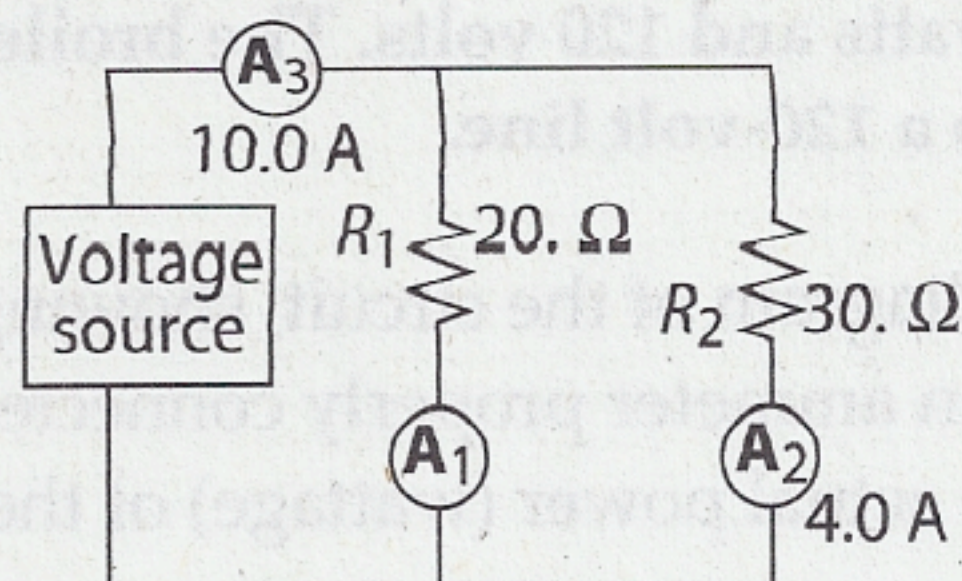 A₃
10.0 A
Voltage
source
R₁ 20. Ω
R₂ 30. Ω
A₁
A₂
4.0 A